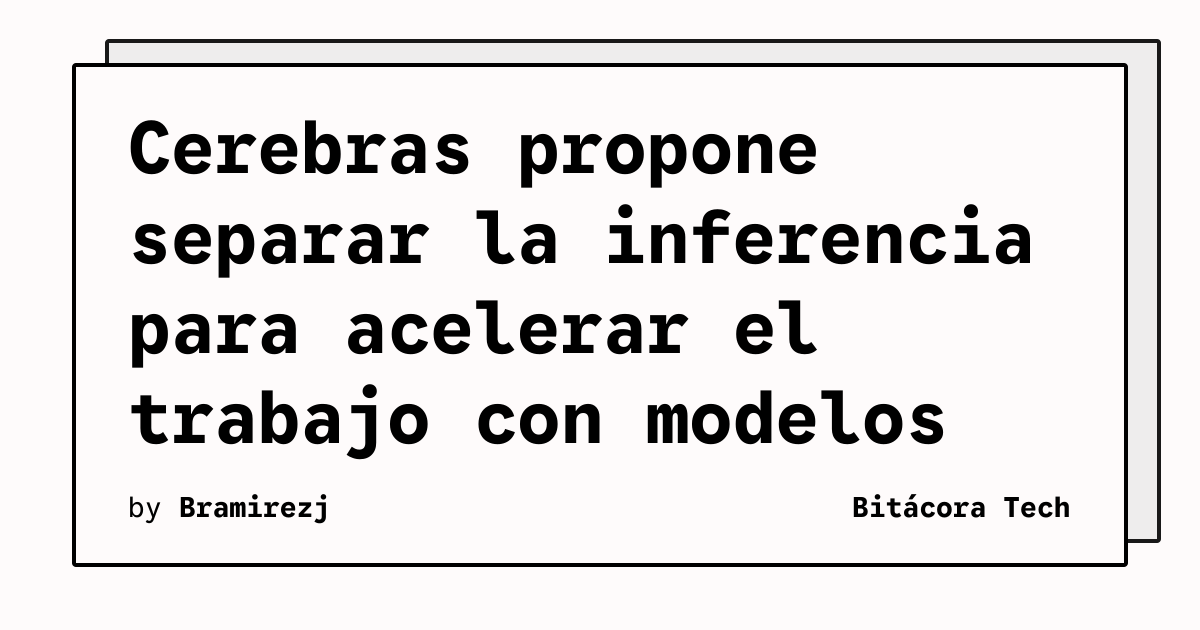 Cerebras propone
separar la inferencia
para acelerar el
trabajo con modelos
by Bramirezj
Bitácora Tech